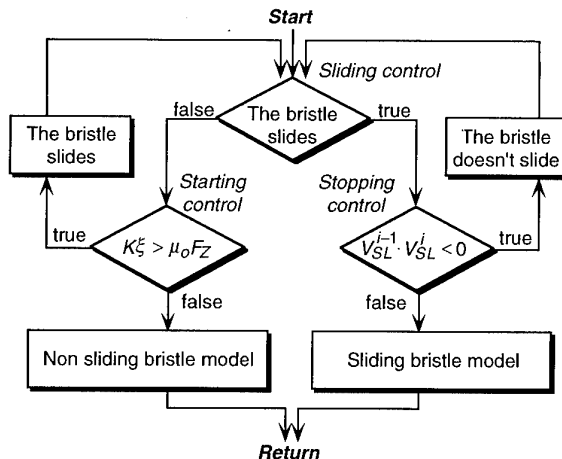 Start
Sliding control
false
The bristle
slides
true
The bristle
slides
The bristle
doesn't slide
Starting
control
Stopping
control
true
Kξ > μoFZ
V_SL^{i-1} · V_SL^i < 0
true
false
false
Non sliding bristle model
Sliding bristle model
Return